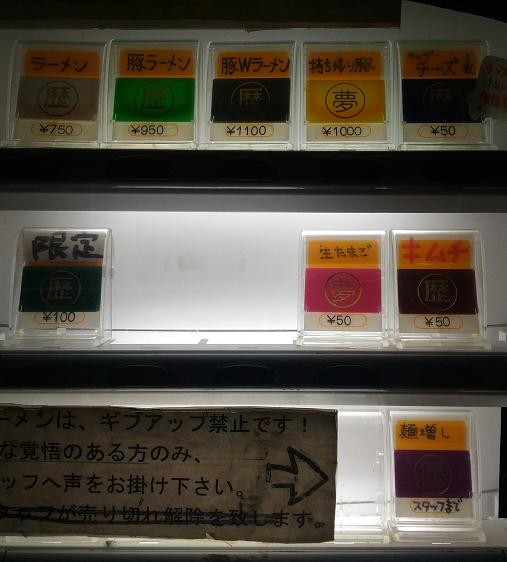 ラーメン
歴
¥750
豚ラーメン
歴
¥950
豚Wラーメン
歴
¥1100
持ち帰り豚
夢
¥1000
チーズ
歴
¥50
限定
歴
¥100
生たまご
夢
¥50
キムチ
歴
¥50
ーメンは、ギブアップ禁止です！
な覚悟のある方のみ、
ッフへ声をお掛け下さい。
タッフが売り切れ解除を致します。
麺増し
スタッフまで